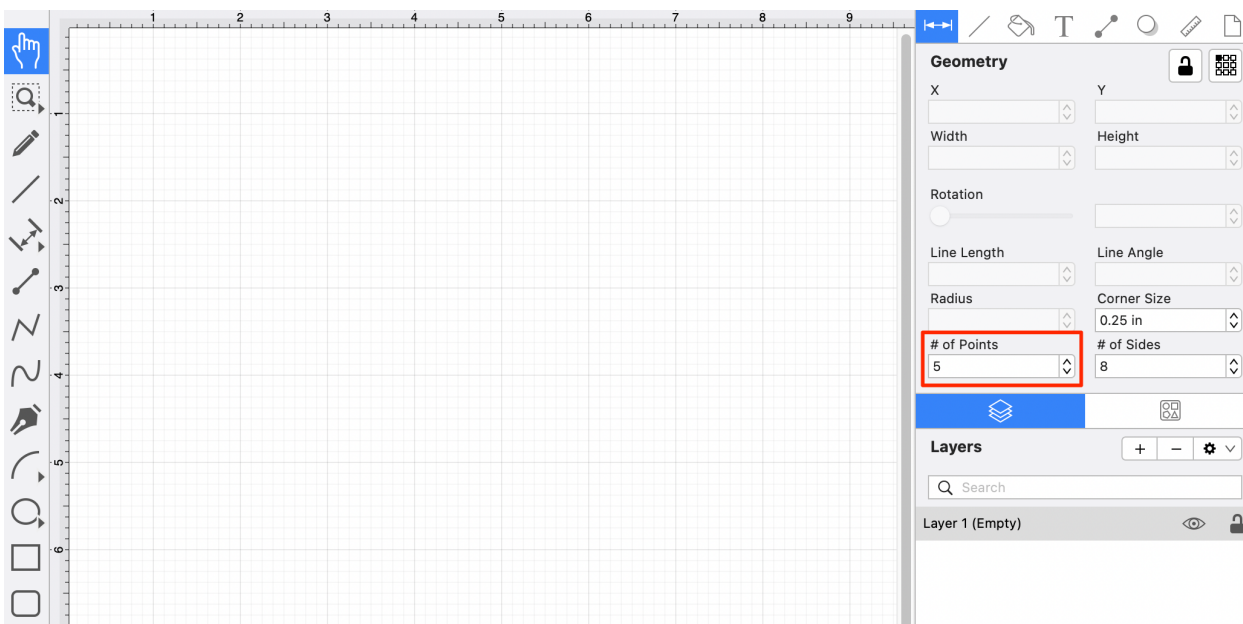 1 2 3 4 5 6 7 8 9
T
Geometry
X Y
1
Width Height
Rotation
2
Line Length Line Angle
3
Radius Corner Size
0.25 in
# of Points # of Sides
5 8
4
Layers + −
5
Search
Layer 1 (Empty)
6